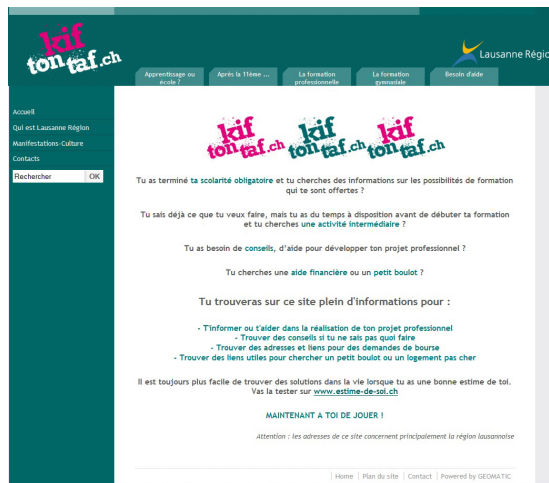 kif
ton taf.ch
Lausanne Région
Apprentissage ou
école ?
Après la 11ème ...
La formation
professionnelle
La formation
gymnasiale
Besoin d'aide
Accueil
Qui est Lausanne Région
Manifestations-Culture
Contacts
Rechercher OK
kif
ton taf.ch
kif
ton taf.ch
kif
ton taf.ch
Tu as terminé ta scolarité obligatoire et tu cherches des informations sur les possibilités de formation
qui te sont offertes ?
Tu sais déjà ce que tu veux faire, mais tu as du temps à disposition avant de débuter ta formation
et tu cherches une activité intermédiaire ?
Tu as besoin de conseils, d'aide pour développer ton projet professionnel ?
Tu cherches une aide financière ou un petit boulot ?
Tu trouveras sur ce site plein d'informations pour :
- T'informer ou t'aider dans la réalisation de ton projet professionnel
- Trouver des conseils si tu ne sais pas quoi faire
- Trouver des adresses et liens pour des demandes de bourse
- Trouver des liens utiles pour chercher un petit boulot ou un logement pas cher
Il est toujours plus facile de trouver des solutions dans la vie lorsque tu as une bonne estime de toi.
Vas la tester sur www.estime-de-soi.ch
MAINTENANT A TOI DE JOUER !
Attention : les adresses de ce site concernent principalement la région lausannoise
Home | Plan du site | Contact | Powered by GEOMATIC